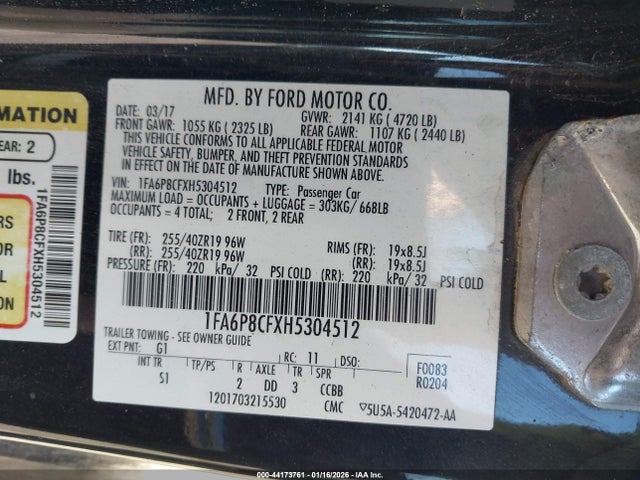 MFD. BY FORD MOTOR CO.
DATE: 03/17 GVWR: 2141 KG (4720 LB)
FRONT GAWR: 1055 KG (2325 LB) REAR GAWR: 1107 KG (2440 LB)
THIS VEHICLE CONFORMS TO ALL APPLICABLE FEDERAL MOTOR
VEHICLE SAFETY, BUMPER, AND THEFT PREVENTION STANDARDS
IN EFFECT ON THE DATE OF MANUFACTURE SHOWN ABOVE.
VIN: 1FA6P8CFXH5304512 TYPE: Passenger Car
MAXIMUM LOAD = OCCUPANTS + LUGGAGE = 303KG/668LB
OCCUPANTS = 4 TOTAL; 2 FRONT, 2 REAR
TIRE (FR): 255/40ZR19 96W RIMS (FR): 19x8.5J
(RR): 255/40ZR19 96W (RR): 19x8.5J
PRESSURE (FR): 220 kPa/ 32 PSI COLD (RR): 220 kPa/ 32 PSI COLD
1FA6P8CFXH5304512
TRAILER TOWING - SEE OWNER GUIDE
EXT PNT: G1 RC: 11 DSO: F0083
INT TR TP/PS R AXLE TR SPR R0204
S1 2 DD 3 CCBB
1201703215530 CMC 5U5A-5420472-AA
RMATION
EAR: 2
lbs.
ERS
OR
L
ONS
1FA6P8CFXH5304512
000 - 44173761 | 01/16/2026 - IAA Inc.